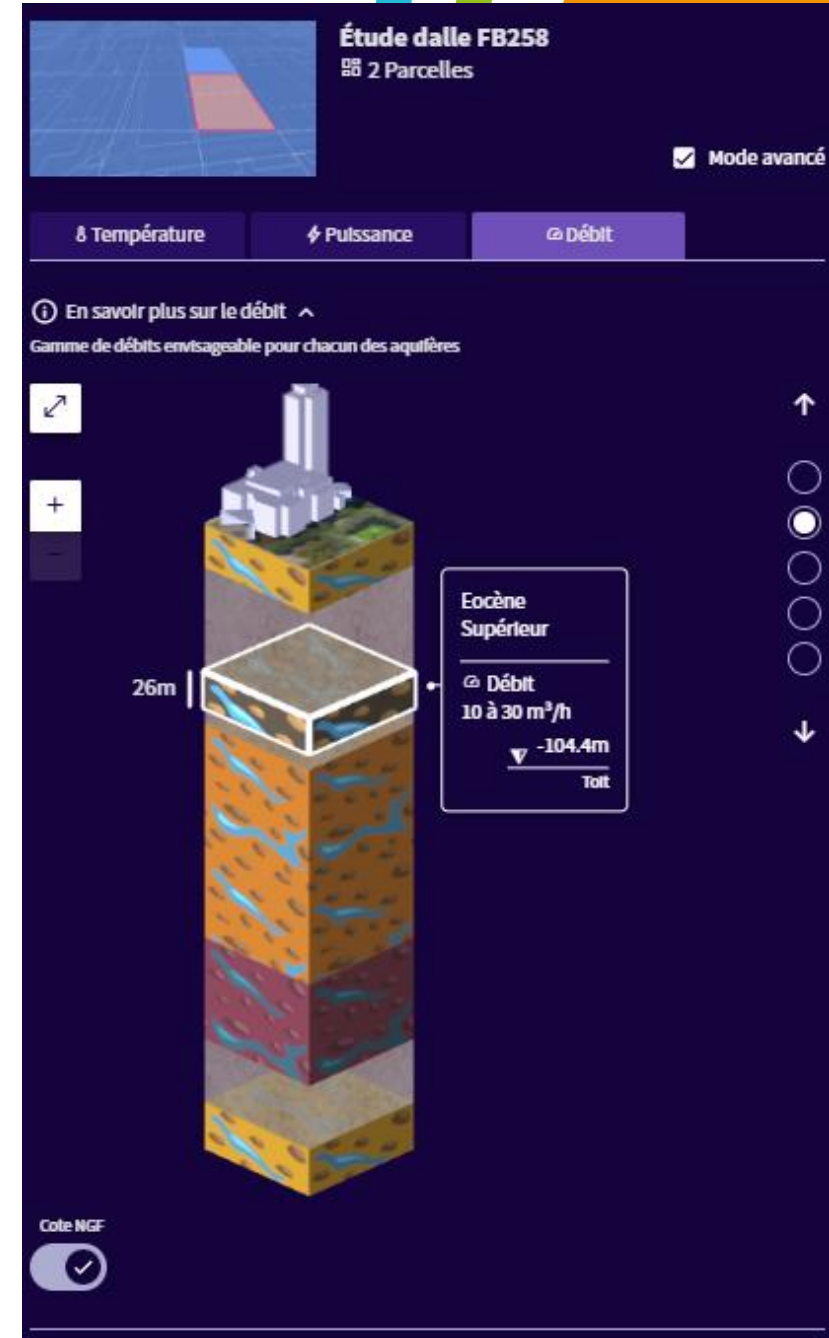 Étude dalle FB258
2 Parcelles
Mode avancé
Température
Puissance
Débit
En savoir plus sur le débit
Gamme de débits envisageable pour chacun des aquifères
+
-
26m
Eocène
Supérieur
Débit
10 à 30 m³/h
-104.4m
Toit
Cote NGF